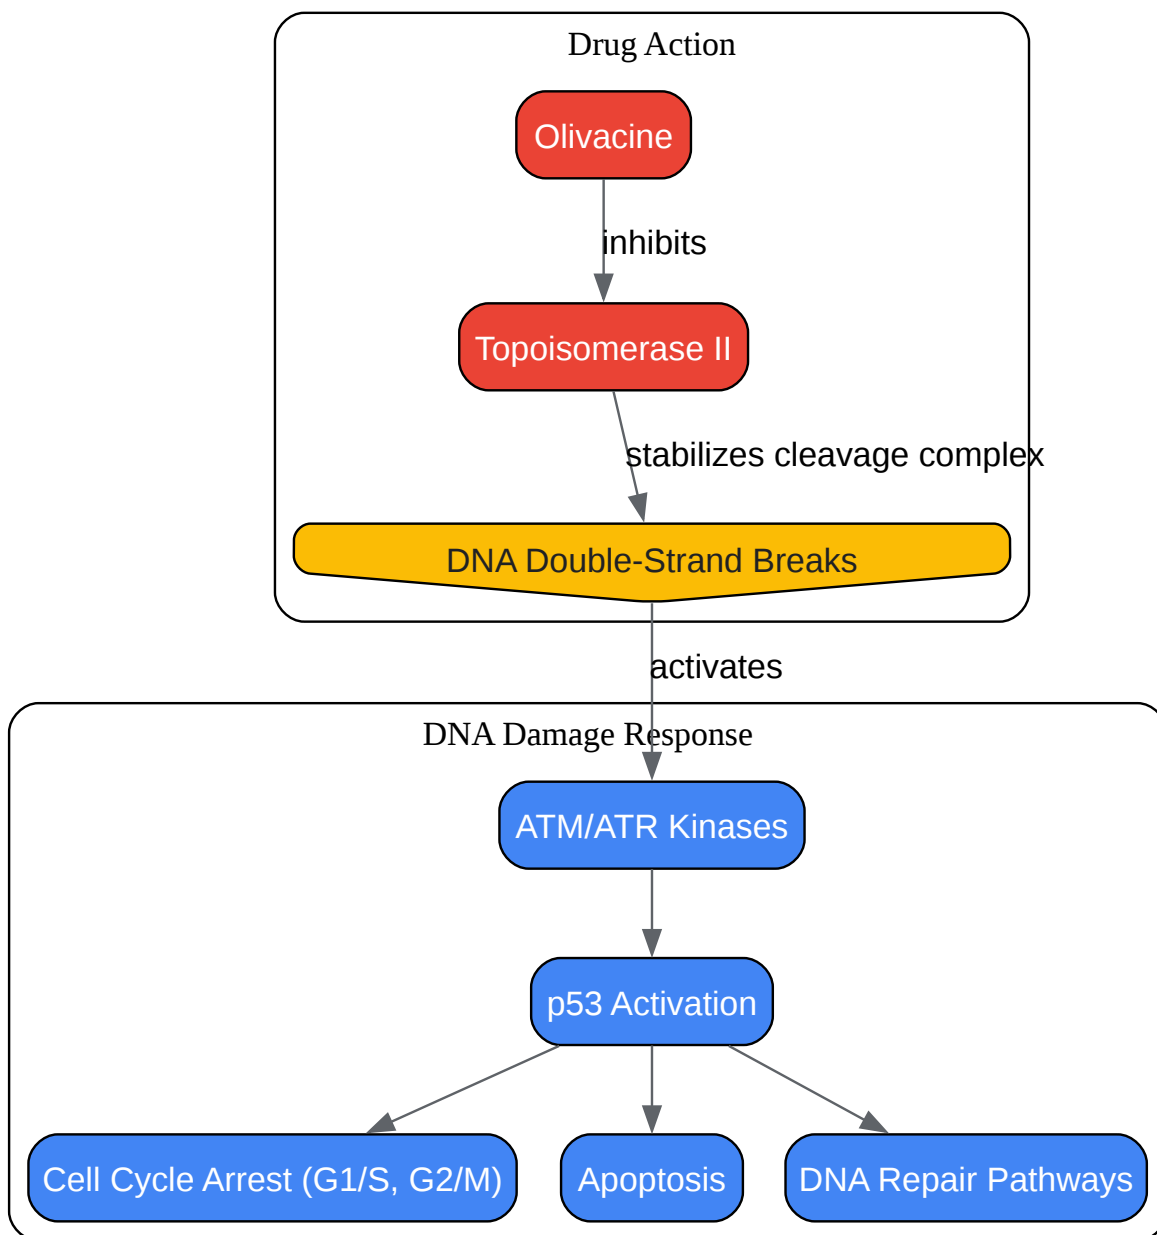 Drug Action
Olivacine
inhibits
Topoisomerase II
stabilizes cleavage complex
DNA Double-Strand Breaks
activates
DNA Damage Response
ATM/ATR Kinases
p53 Activation
Cell Cycle Arrest (G1/S, G2/M)
Apoptosis
DNA Repair Pathways